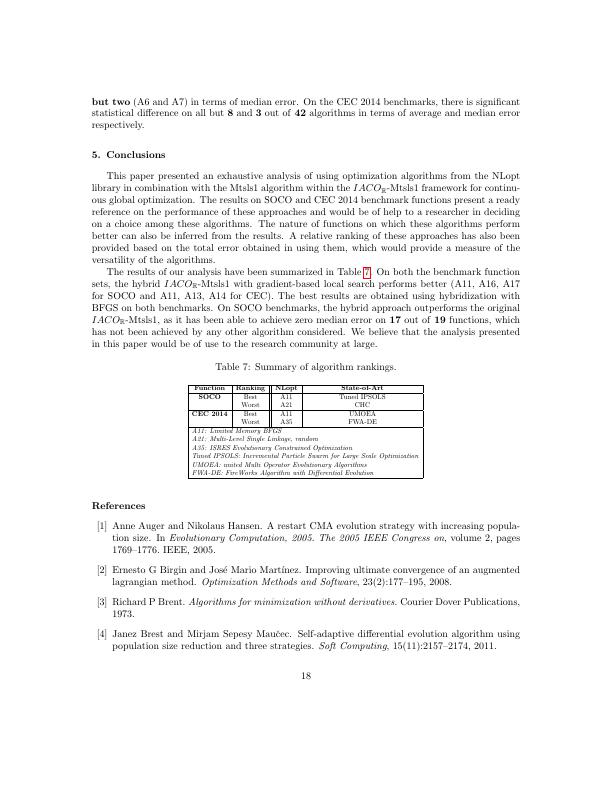 but two (A6 and A7) in terms of median error. On the CEC 2014 benchmarks, there is significant
statistical difference on all but 8 and 3 out of 42 algorithms in terms of average and median error
respectively.
5. Conclusions
This paper presented an exhaustive analysis of using optimization algorithms from the NLopt
library in combination with the Mtsls1 algorithm within the IACOℝ-Mtsls1 framework for continu-
ous global optimization. The results on SOCO and CEC 2014 benchmark functions present a ready
reference on the performance of these approaches and would be of help to a researcher in deciding
on a choice among these algorithms. The nature of functions on which these algorithms perform
better can also be inferred from the results. A relative ranking of these approaches has also been
provided based on the total error obtained in using them, which would provide a measure of the
versatility of the algorithms.
The results of our analysis have been summarized in Table 7. On both the benchmark function
sets, the hybrid IACOℝ-Mtsls1 with gradient-based local search performs better (A11, A16, A17
for SOCO and A11, A13, A14 for CEC). The best results are obtained using hybridization with
BFGS on both benchmarks. On SOCO benchmarks, the hybrid approach outperforms the original
IACOℝ-Mtsls1, as it has been able to achieve zero median error on 17 out of 19 functions, which
has not been achieved by any other algorithm considered. We believe that the analysis presented
in this paper would be of use to the research community at large.
Table 7: Summary of algorithm rankings.
Function Ranking NLopt State-of-Art
SOCO Best A11 Tuned IPSOLS
Worst A21 CHC
CEC 2014 Best A11 UMOEA
Worst A35 FWA-DE
A11: Limited Memory BFGS
A21: Multi-Level Single Linkage, random
A35: ISRES Evolutionary Constrained Optimization
Tuned IPSOLS: Incremental Particle Swarm for Large Scale Optimization
UMOEA: united Multi Operator Evolutionary Algorithms
FWA-DE: FireWorks Algorithm with Differential Evolution
References
[1] Anne Auger and Nikolaus Hansen. A restart CMA evolution strategy with increasing popula-
tion size. In Evolutionary Computation, 2005. The 2005 IEEE Congress on, volume 2, pages
1769–1776. IEEE, 2005.
[2] Ernesto G Birgin and José Mario Martínez. Improving ultimate convergence of an augmented
lagrangian method. Optimization Methods and Software, 23(2):177–195, 2008.
[3] Richard P Brent. Algorithms for minimization without derivatives. Courier Dover Publications,
1973.
[4] Janez Brest and Mirjam Sepesy Maučec. Self-adaptive differential evolution algorithm using
population size reduction and three strategies. Soft Computing, 15(11):2157–2174, 2011.
18